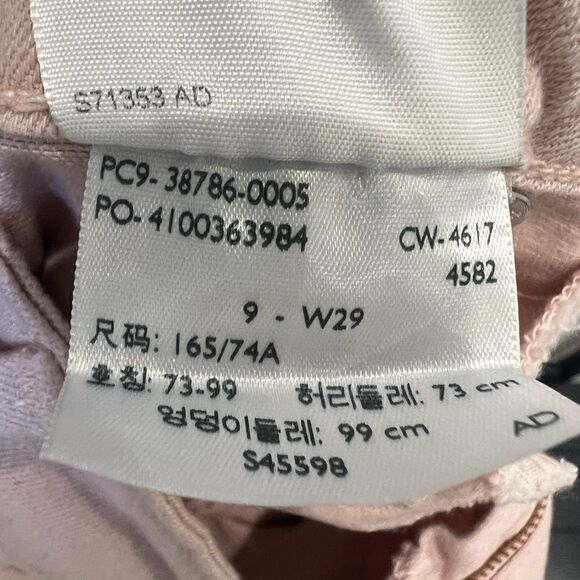 S71353 AD
PC9-38786-0005
PO-4100363984
CW-4617
4582
9 - W29
尺码: 165/74A
호칭: 73-99 허리둘레: 73 cm
엉덩이둘레: 99 cm
S45598
AD